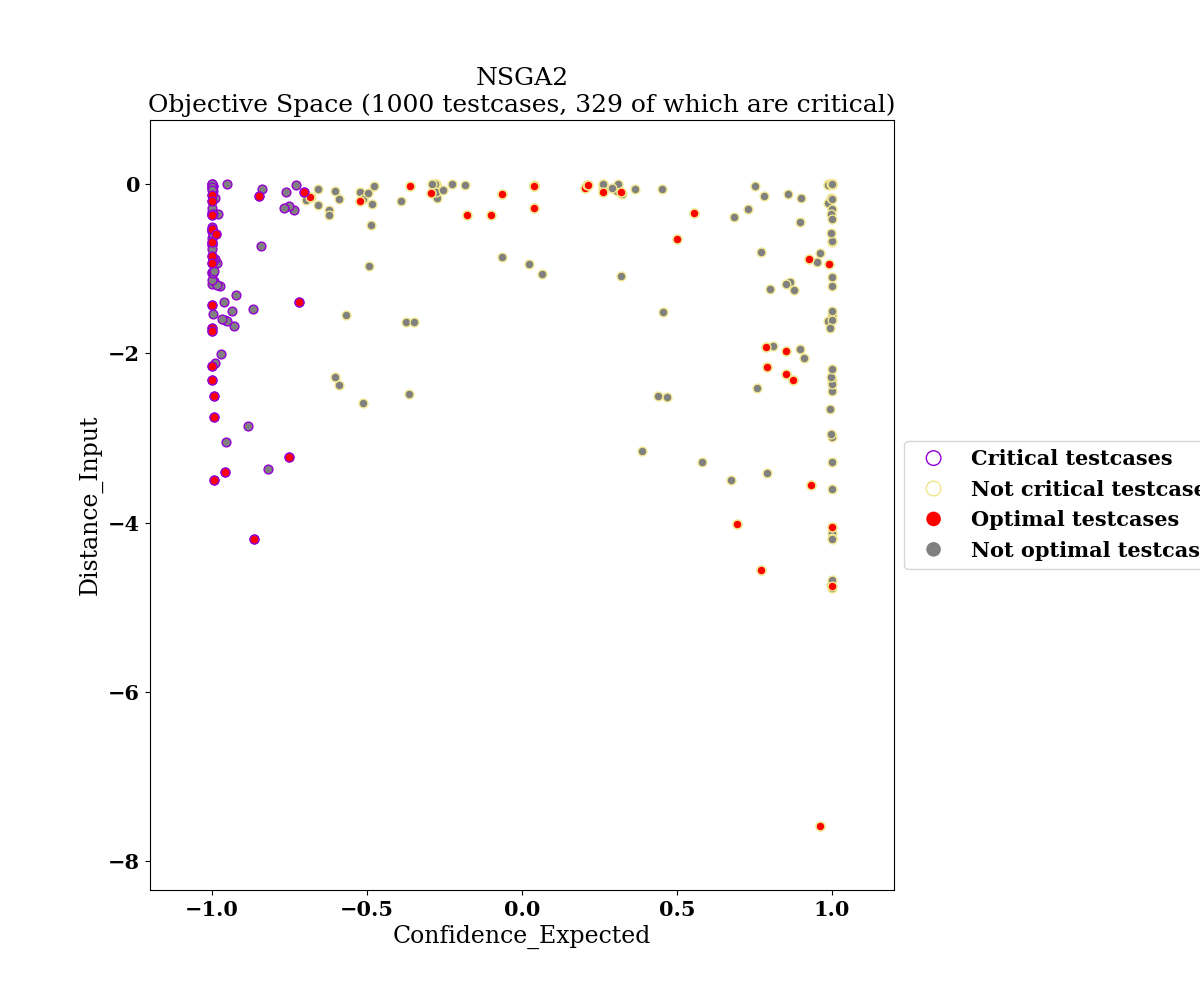 NSGA2
Objective Space (1000 testcases, 329 of which are critical)
0
−2
−4
−6
−8
Distance_Input
−1.0 −0.5 0.0 0.5 1.0
Confidence_Expected
Critical testcases
Not critical testcase
Optimal testcases
Not optimal testcas